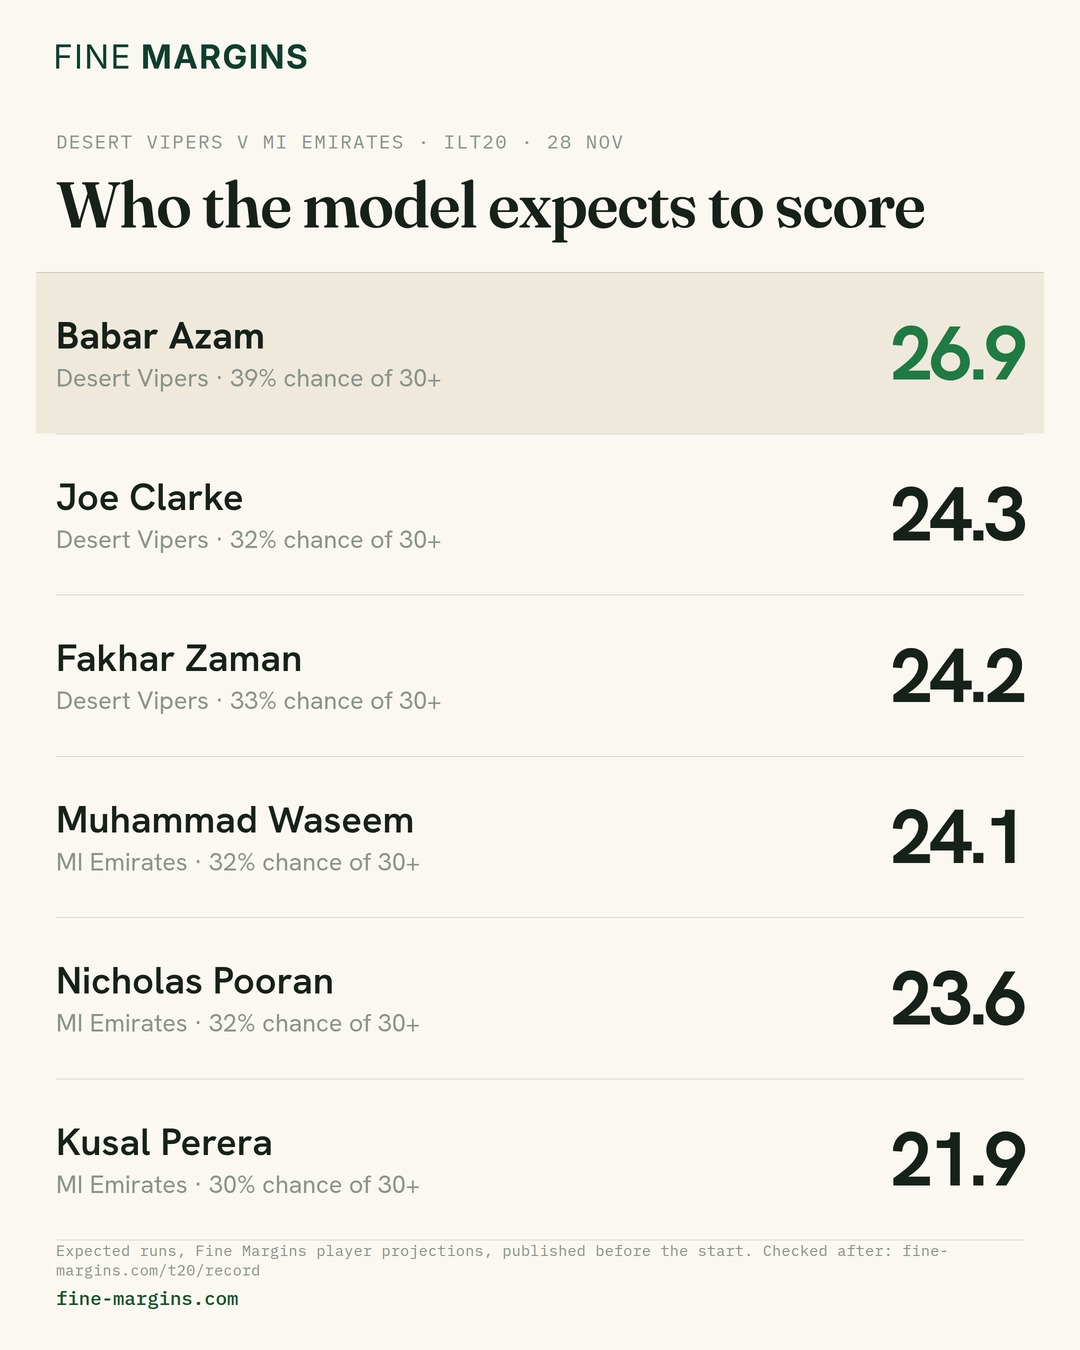 FINE MARGINS
DESERT VIPERS V MI EMIRATES · ILT20 · 28 NOV
Who the model expects to score
Babar Azam
26.9
Desert Vipers · 39% chance of 30+
Joe Clarke
24.3
Desert Vipers · 32% chance of 30+
Fakhar Zaman
24.2
Desert Vipers · 33% chance of 30+
Muhammad Waseem
24.1
MI Emirates · 32% chance of 30+
Nicholas Pooran
23.6
MI Emirates · 32% chance of 30+
Kusal Perera
21.9
MI Emirates · 30% chance of 30+
Expected runs, Fine Margins player projections, published before the start. Checked after: fine-
margins.com/t20/record
fine-margins.com